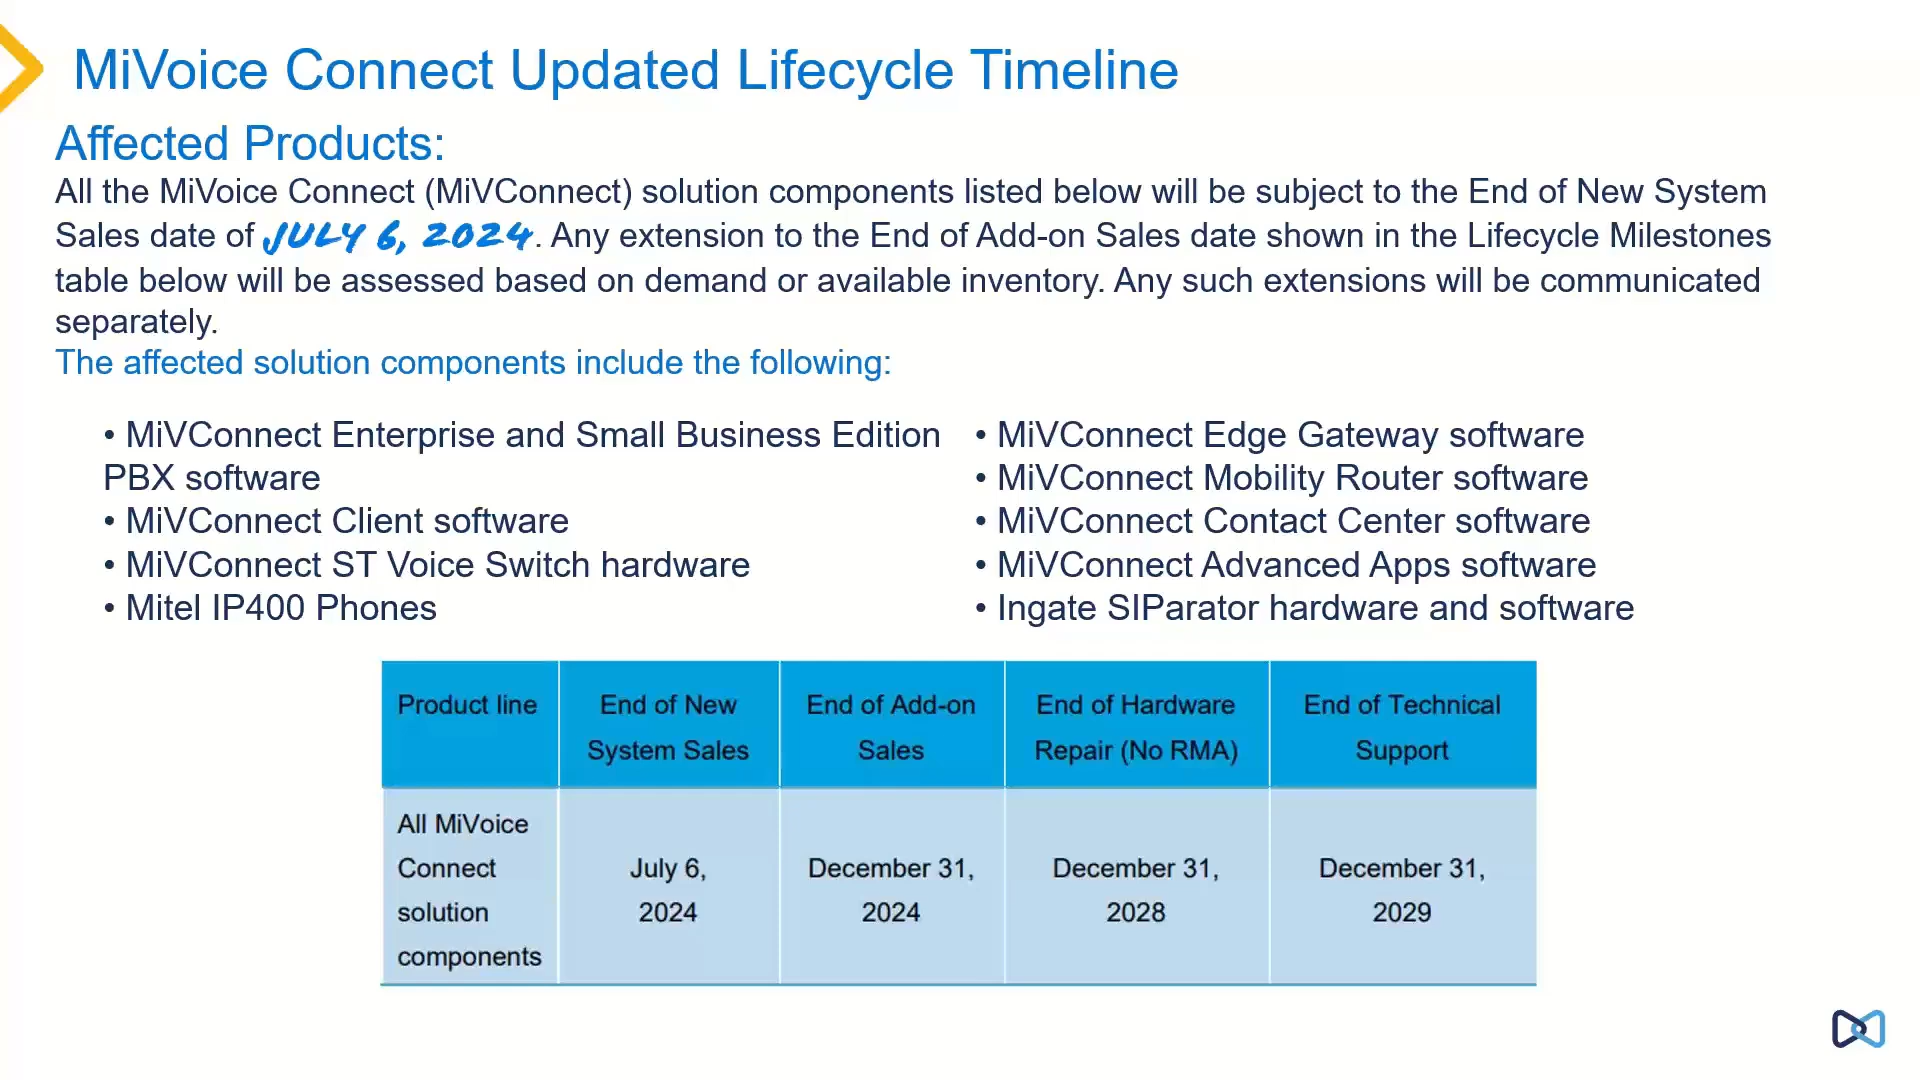 MiVoice Connect Updated Lifecycle Timeline
Affected Products:
All the MiVoice Connect (MiVConnect) solution components listed below will be subject to the End of New System
Sales date of JULY 6, 2024. Any extension to the End of Add-on Sales date shown in the Lifecycle Milestones
table below will be assessed based on demand or available inventory. Any such extensions will be communicated
separately.
The affected solution components include the following:
• MiVConnect Enterprise and Small Business Edition
PBX software
• MiVConnect Client software
• MiVConnect ST Voice Switch hardware
• Mitel IP400 Phones
• MiVConnect Edge Gateway software
• MiVConnect Mobility Router software
• MiVConnect Contact Center software
• MiVConnect Advanced Apps software
• Ingate SIParator hardware and software
Product line
End of New
System Sales
End of Add-on
Sales
End of Hardware
Repair (No RMA)
End of Technical
Support
All MiVoice
Connect
solution
components
July 6,
2024
December 31,
2024
December 31,
2028
December 31,
2029